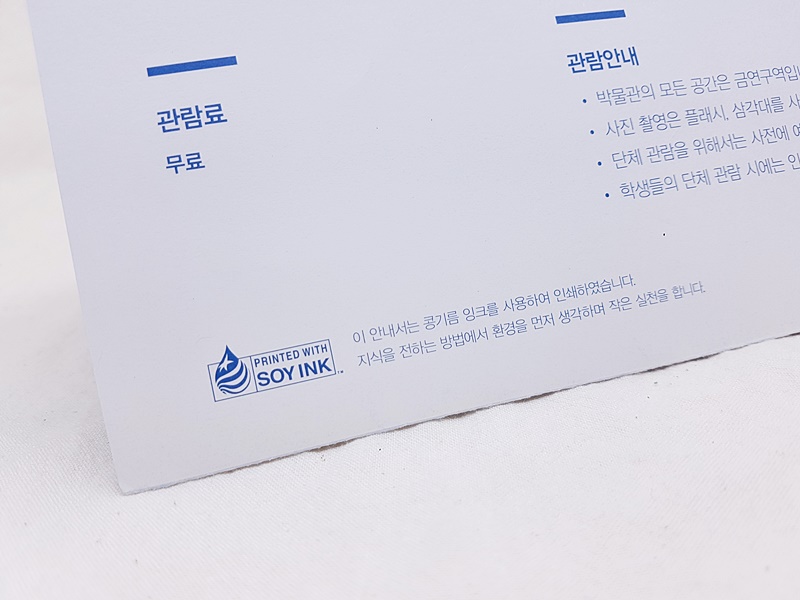 관람료
무료
관람안내
• 박물관의 모든 공간은 금연구역입
• 사진 촬영은 플래시, 삼각대를
• 단체 관람을 위해서는 사전에
• 학생들의 단체 관람 시에는
이 안내서는 콩기름 잉크를 사용하여 인쇄하였습니다.
지식을 전하는 방법에서 환경을 먼저 생각하며 작은 실천을 합니다.
PRINTED WITH
SOY INK™